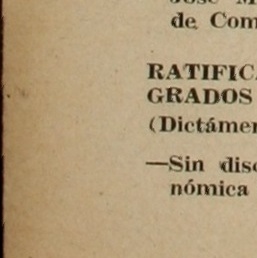 José M
de Com
RATIFICA
GRADOS
(Dictámen
—Sin disc
nómica